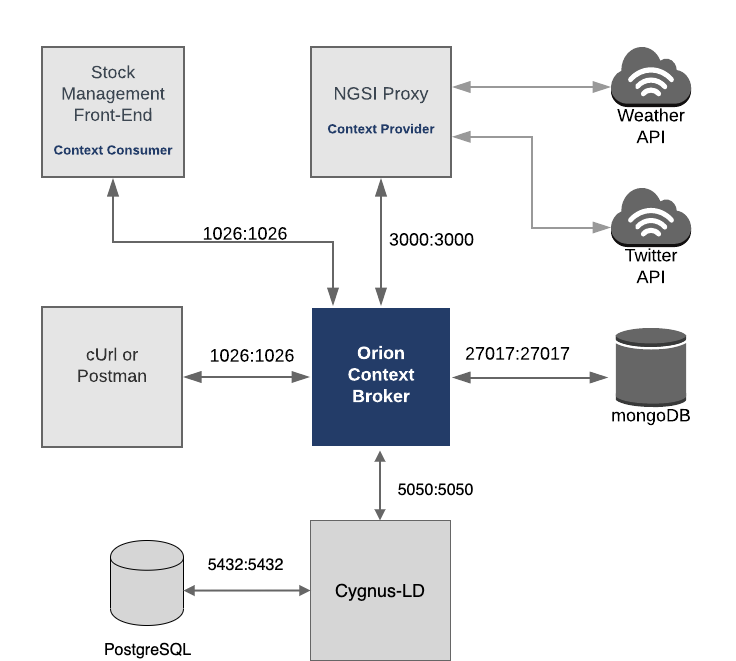 Stock
Management
Front-End
Context Consumer
NGSI Proxy
Context Provider
Weather
API
1026:1026
3000:3000
Twitter
API
cUrl or
Postman
1026:1026
Orion
Context
Broker
27017:27017
mongoDB
5050:5050
5432:5432
Cygnus-LD
PostgreSQL